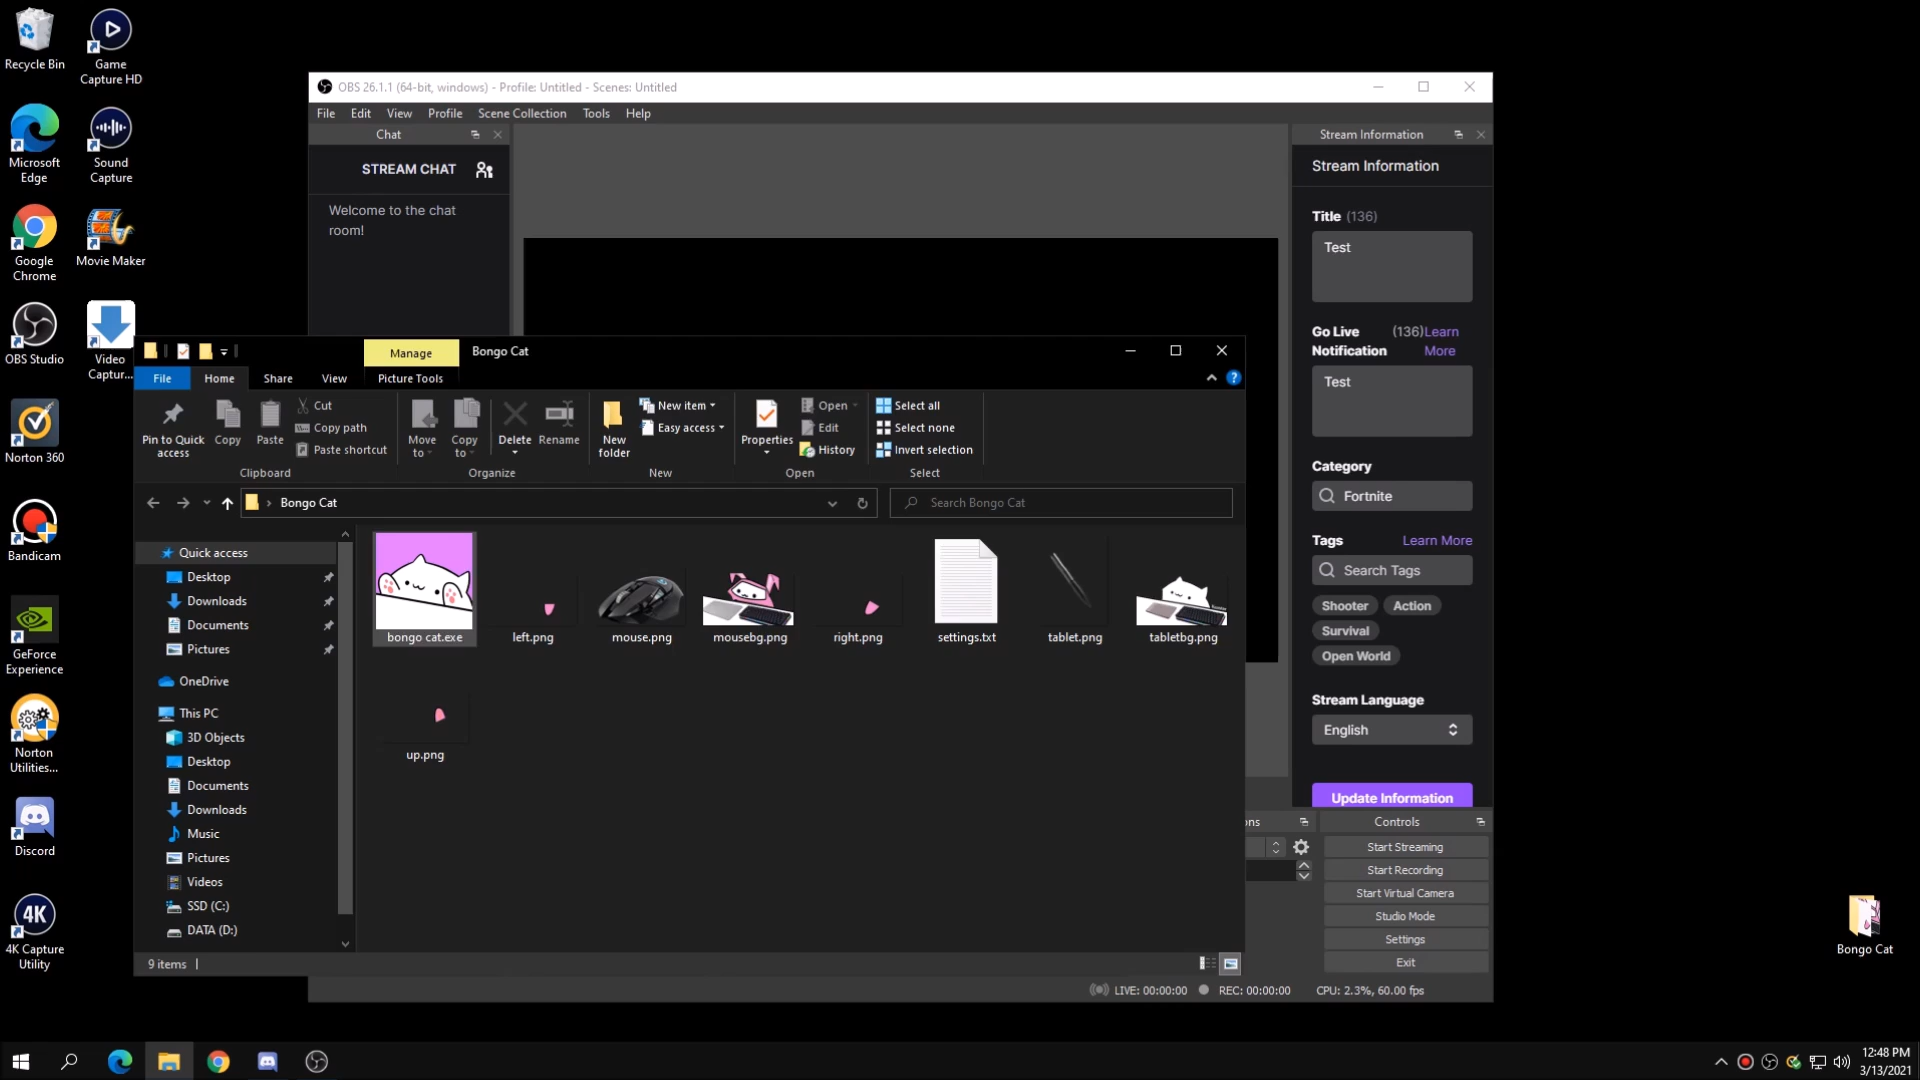 Recycle Bin
Game
Capture HD
Microsoft
Edge
Sound
Capture
Google
Chrome
Movie Maker
OBS Studio
Video
Captur...
Norton 360
Bandicam
GeForce
Experience
Norton
Utilities...
Discord
4K
4K Capture
Utility
OBS 26.1.1 (64-bit, windows) - Profile: Untitled - Scenes: Untitled
File Edit View Profile Scene Collection Tools Help
Chat
STREAM CHAT
Welcome to the chat
room!
Stream Information
Stream Information
Title (136)
Test
Go Live (136)Learn
Notification More
Test
Category
Fortnite
Tags Learn More
Search Tags
Shooter Action
Survival
Open World
Stream Language
English
Update Information
ons
Controls
Start Streaming
Start Recording
Start Virtual Camera
Studio Mode
Settings
Exit
LIVE: 00:00:00 REC: 00:00:00 CPU: 2.3%, 60.00 fps
Manage Bongo Cat
File Home Share View Picture Tools
Pin to Quick
access
Copy
Paste
Cut
Copy path
Paste shortcut
Clipboard
Move
to
Copy
to
Delete
Rename
Organize
New
folder
New item
Easy access
New
Properties
Open
Edit
History
Open
Select all
Select none
Invert selection
Select
Bongo Cat
Search Bongo Cat
Quick access
Desktop
Downloads
Documents
Pictures
OneDrive
This PC
3D Objects
Desktop
Documents
Downloads
Music
Pictures
Videos
SSD (C:)
DATA (D:)
bongo cat.exe
left.png
mouse.png
mousebg.png
right.png
settings.txt
tablet.png
tabletbg.png
up.png
9 items
Bongo Cat
12:48 PM
3/13/2021